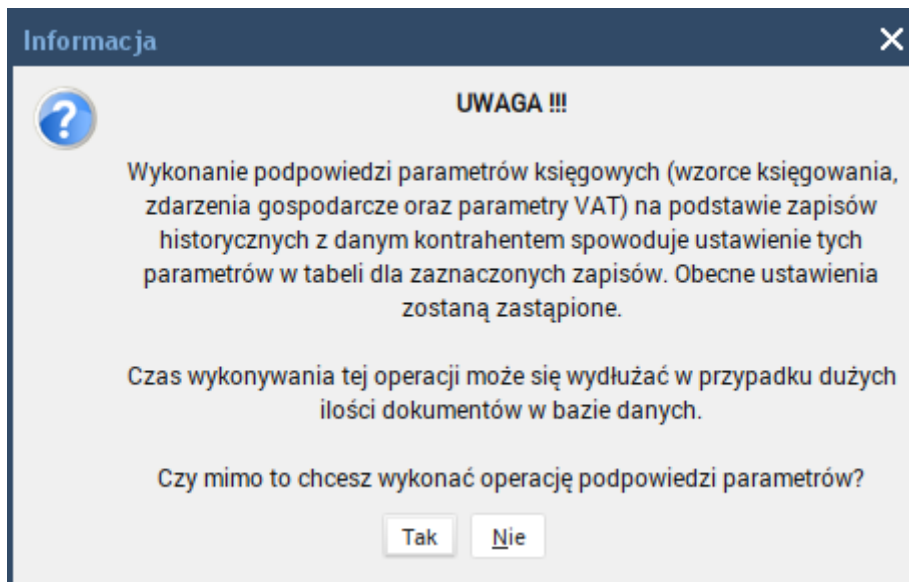 Informacja
UWAGA !!!
Wykonanie podpowiedzi parametrów księgowych (wzorce księgowania,
zdarzenia gospodarcze oraz parametry VAT) na podstawie zapisów
historycznych z danym kontrahentem spowoduje ustawienie tych
parametrów w tabeli dla zaznaczonych zapisów. Obecne ustawienia
zostaną zastąpione.
Czas wykonywania tej operacji może się wydłużać w przypadku dużych
ilości dokumentów w bazie danych.
Czy mimo to chcesz wykonać operację podpowiedzi parametrów?
Tak Nie